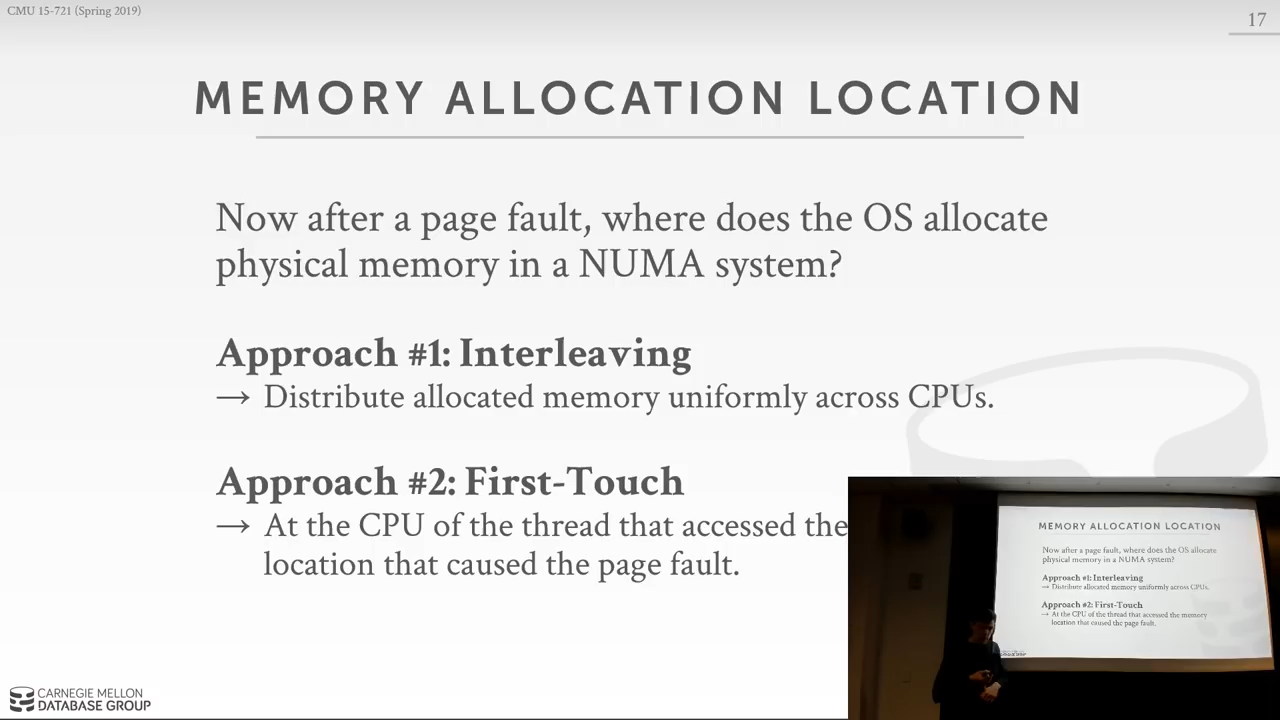 CMU 15-721 (Spring 2019)
17
MEMORY ALLOCATION LOCATION
Now after a page fault, where does the OS allocate
physical memory in a NUMA system?
Approach #1: Interleaving
→ Distribute allocated memory uniformly across CPUs.
Approach #2: First-Touch
→ At the CPU of the thread that accessed the
location that caused the page fault.
CARNEGIE MELLON
DATABASE GROUP
MEMORY ALLOCATION LOCATION
Now after a page fault, where does the OS allocate
physical memory in a NUMA system?
Approach #1: Interleaving
→ Distribute allocated memory uniformly across CPUs.
Approach #2: First-Touch
→ At the CPU of the thread that accessed the memory
location that caused the page fault.